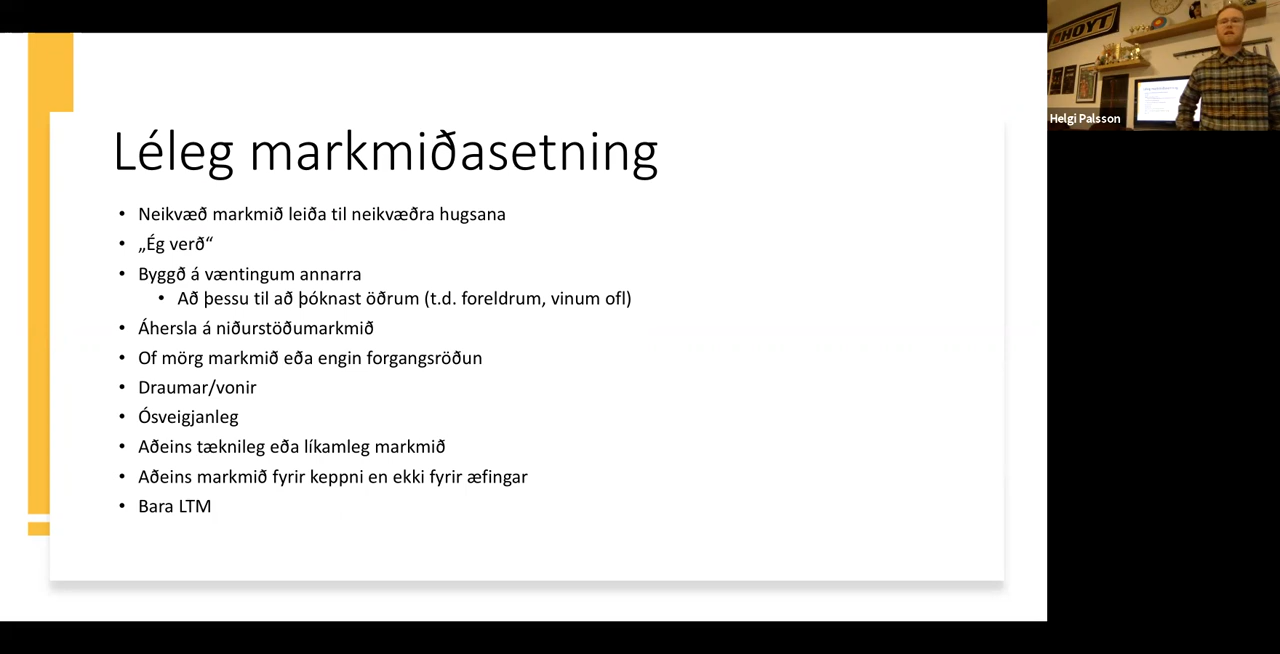 Léleg markmiðasetning
• Neikvæð markmið leiða til neikvæðra hugsana
• „Ég verð“
• Byggð á væntingum annarra
• Að þessu til að þóknast öðrum (t.d. foreldrum, vinum ofl)
• Áhersla á niðurstöðumarkmið
• Of mörg markmið eða engin forgangsröðun
• Draumar/vonir
• Ósveigjanleg
• Aðeins tæknileg eða líkamleg markmið
• Aðeins markmið fyrir keppni en ekki fyrir æfingar
• Bara LTM
HOYT
Helgi Palsson